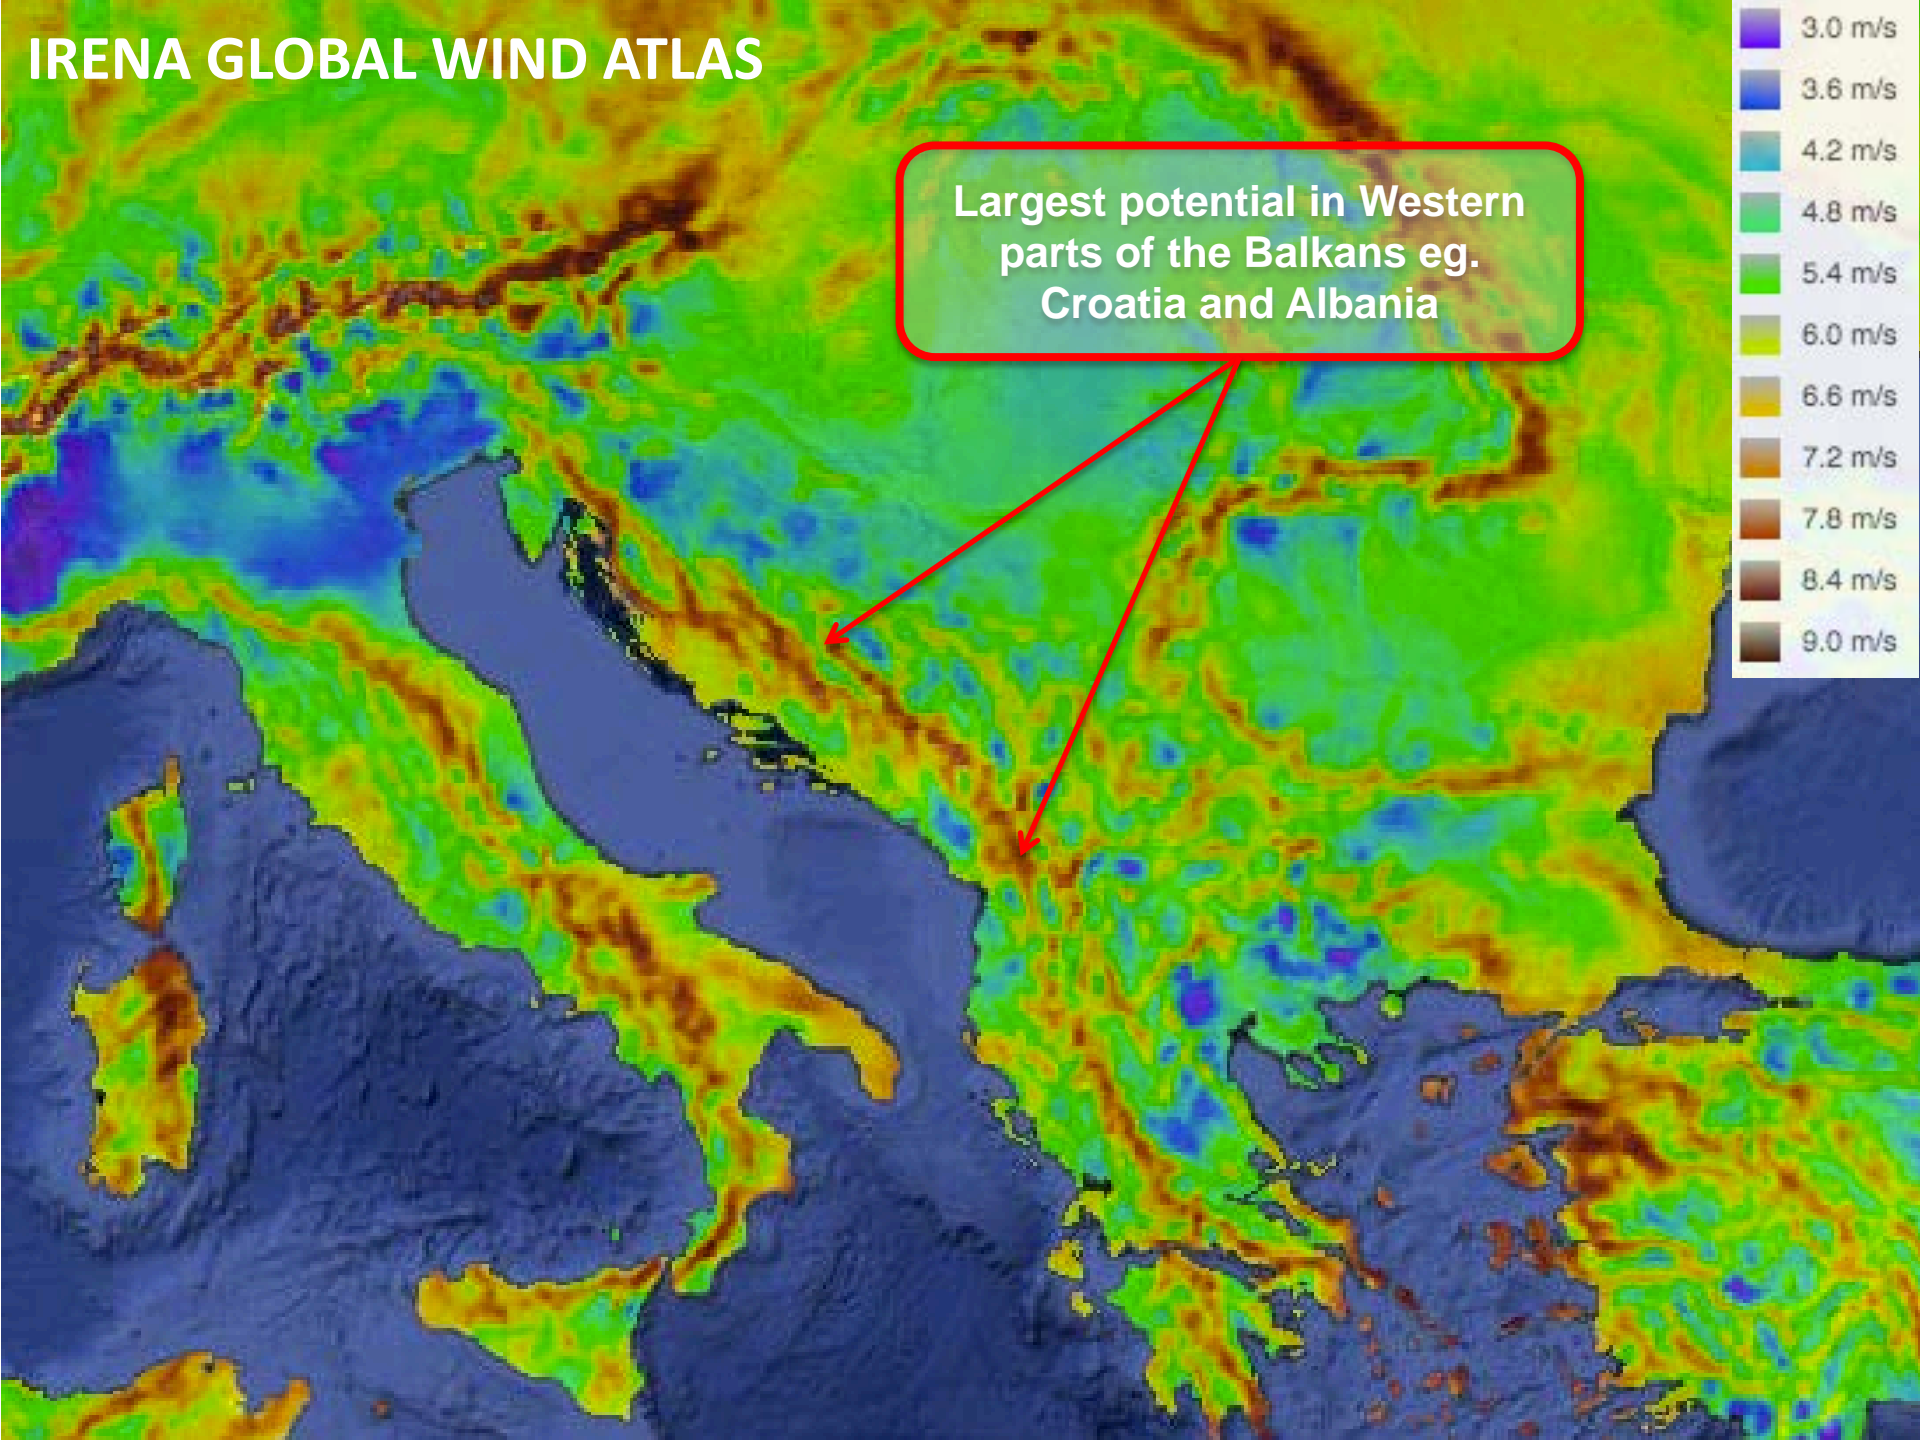 IRENA GLOBAL WIND ATLAS
Largest potential in Western
parts of the Balkans eg.
Croatia and Albania
3.0 m/s
3.6 m/s
4.2 m/s
4.8 m/s
5.4 m/s
6.0 m/s
6.6 m/s
7.2 m/s
7.8 m/s
8.4 m/s
9.0 m/s